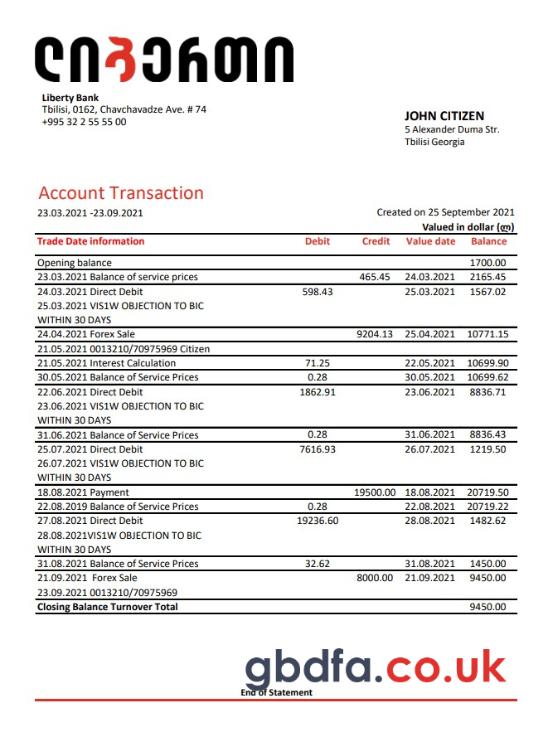 ლიბერთი
Liberty Bank
Tbilisi, 0162, Chavchavadze Ave. # 74
+995 32 2 55 55 00
JOHN CITIZEN
5 Alexander Duma Str.
Tbilisi Georgia
Account Transaction
23.03.2021 -23.09.2021 Created on 25 September 2021
Valued in dollar (ლ)
Trade Date information Debit Credit Value date Balance
Opening balance 1700.00
23.03.2021 Balance of service prices 465.45 24.03.2021 2165.45
24.03.2021 Direct Debit 598.43 25.03.2021 1567.02
25.03.2021 VIS1W OBJECTION TO BIC
WITHIN 30 DAYS
24.04.2021 Forex Sale 9204.13 25.04.2021 10771.15
21.05.2021 0013210/70975969 Citizen
21.05.2021 Interest Calculation 71.25 22.05.2021 10699.90
30.05.2021 Balance of Service Prices 0.28 30.05.2021 10699.62
22.06.2021 Direct Debit 1862.91 23.06.2021 8836.71
23.06.2021 VIS1W OBJECTION TO BIC
WITHIN 30 DAYS
31.06.2021 Balance of Service Prices 0.28 31.06.2021 8836.43
25.07.2021 Direct Debit 7616.93 26.07.2021 1219.50
26.07.2021 VIS1W OBJECTION TO BIC
WITHIN 30 DAYS
18.08.2021 Payment 19500.00 18.08.2021 20719.50
22.08.2019 Balance of Service Prices 0.28 22.08.2021 20719.22
27.08.2021 Direct Debit 19236.60 28.08.2021 1482.62
28.08.2021VIS1W OBJECTION TO BIC
WITHIN 30 DAYS
31.08.2021 Balance of Service Prices 32.62 31.08.2021 1450.00
21.09.2021 Forex Sale 8000.00 21.09.2021 9450.00
23.09.2021 0013210/70975969
Closing Balance Turnover Total 9450.00
gbdfa.co.uk
End of Statement